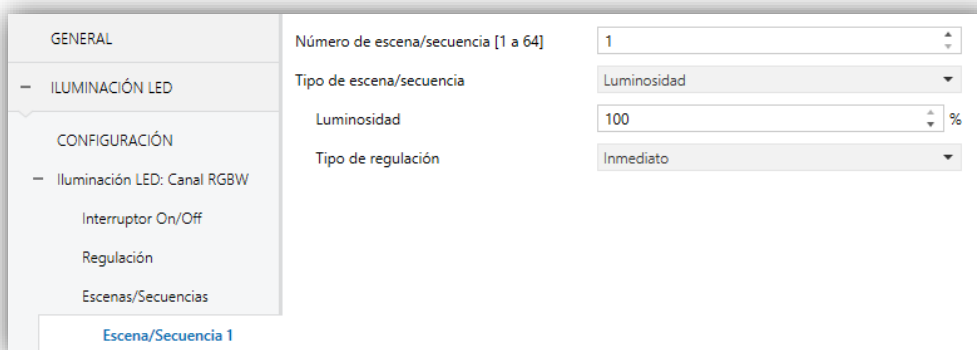 GENERAL
ILUMINACIÓN LED
CONFIGURACIÓN
Iluminación LED: Canal RGBW
Interruptor On/Off
Regulación
Escenas/Secuencias
Escena/Secuencia 1
Número de escena/secuencia [1 a 64] 1
Tipo de escena/secuencia Luminosidad
Luminosidad 100 %
Tipo de regulación Inmediato